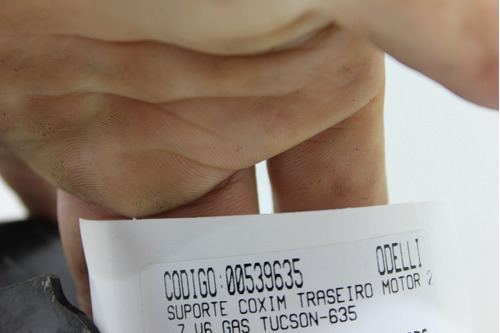 CODIGO:00539635 ODELLI
SUPORTE COXIM TRASEIRO MOTOR 2
.7 V6 GAS TUCSON-635